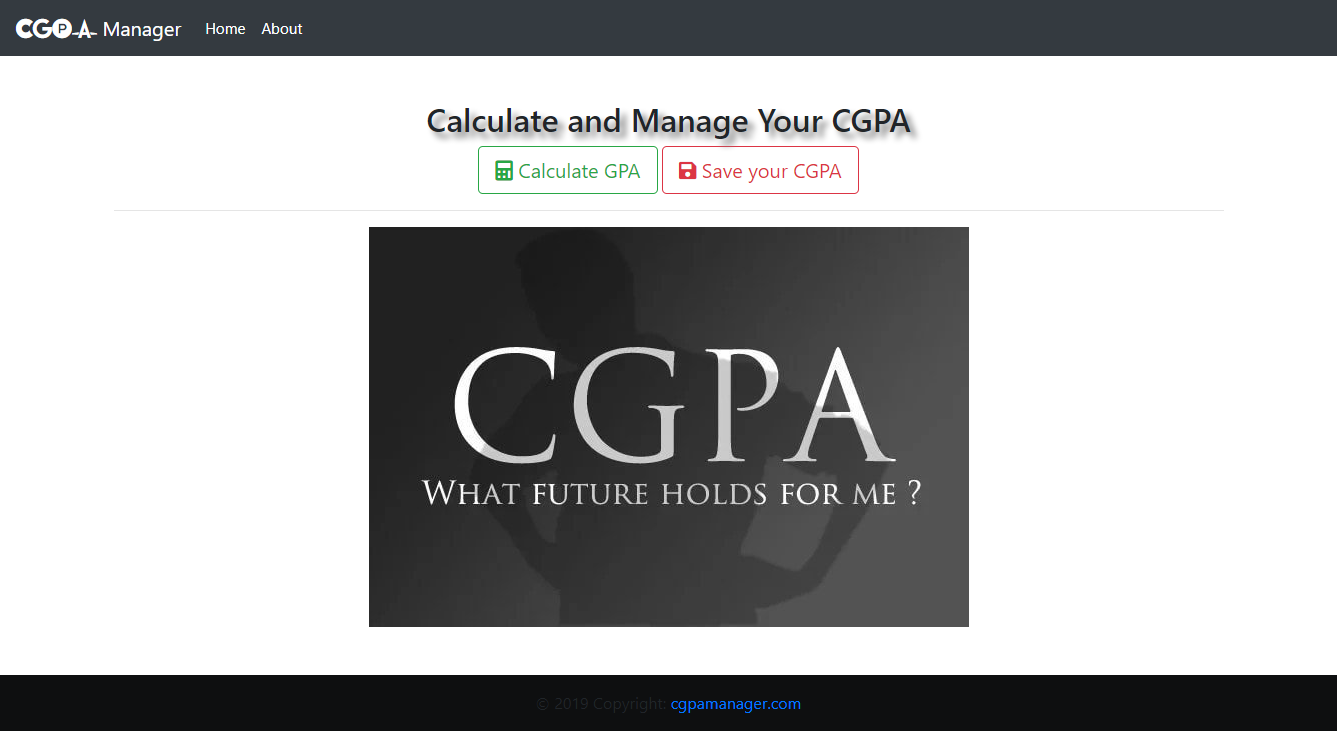 CGPA Manager Home About
Calculate and Manage Your CGPA
Calculate GPA Save your CGPA
CGPA
What future holds for me ?
© 2019 Copyright: cgpamanager.com